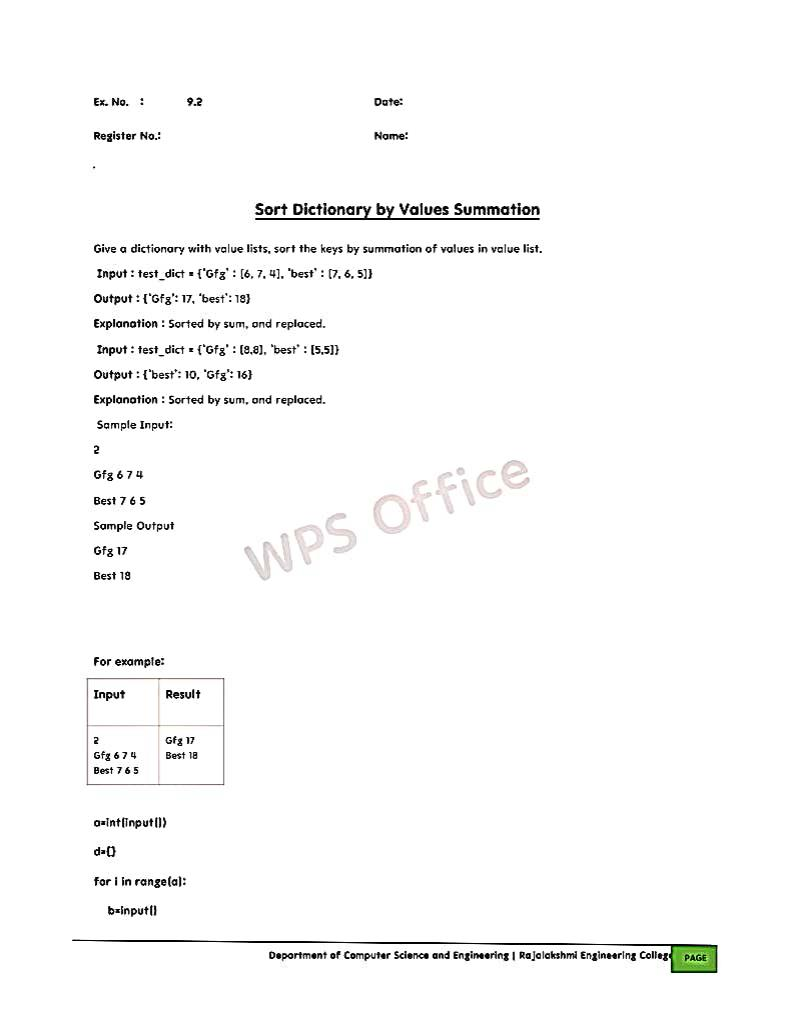 Ex. No. : 9.2 Date:
Register No.: Name:
.
Sort Dictionary by Values Summation
Give a dictionary with value lists, sort the keys by summation of values in value list.
Input : test_dict = {‘Gfg’ : [6, 7, 4], ‘best’ : [7, 6, 5]}
Output : {‘Gfg’: 17, ‘best’: 18}
Explanation : Sorted by sum, and replaced.
Input : test_dict = {‘Gfg’ : [8,8], ‘best’ : [5,5]}
Output : {‘best’: 10, ‘Gfg’: 16}
Explanation : Sorted by sum, and replaced.
Sample Input:
2
Gfg 6 7 4
Best 7 6 5
Sample Output
Gfg 17
Best 18
WPS Office
For example:
Input Result
2 Gfg 17
Gfg 6 7 4 Best 18
Best 7 6 5
a=int(input())
d={}
for i in range(a):
b=input()
Department of Computer Science and Engineering | Rajalakshmi Engineering College PAGE